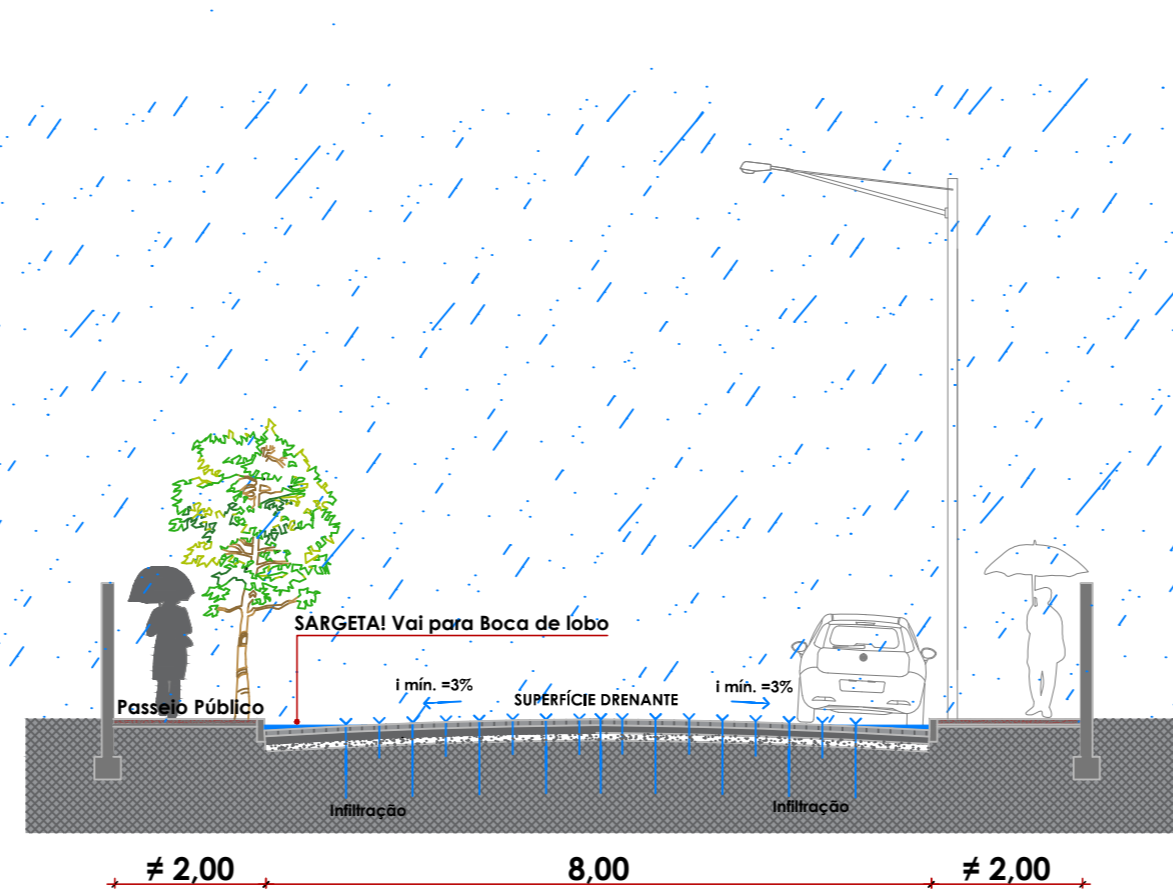 SARGETA! Vai para Boca de lobo
i mín. =3%
SUPERFÍCIE DRENANTE
i mín. =3%
Passeio Público
Infiltração
Infiltração
≠ 2,00
8,00
≠ 2,00